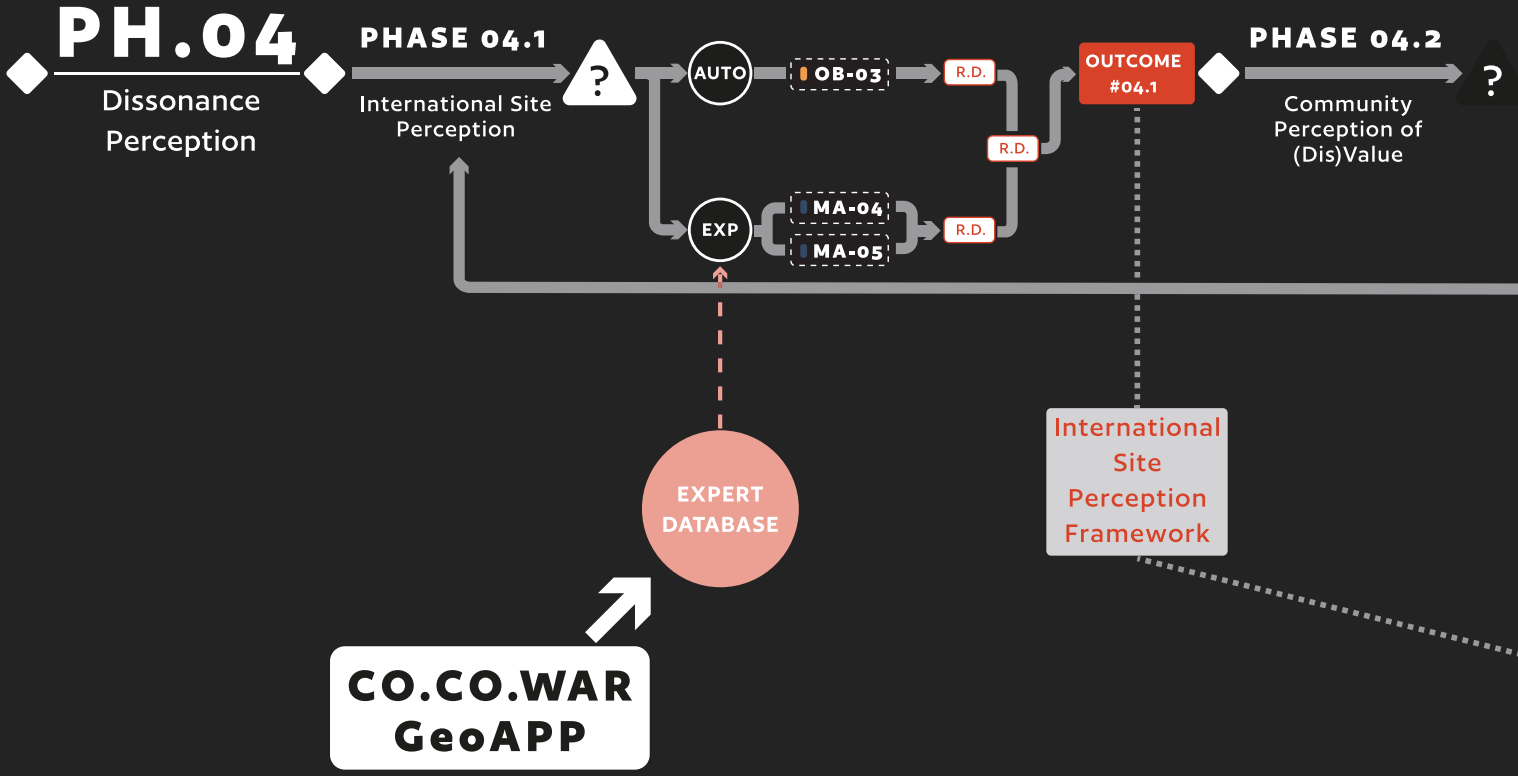 PH.04
Dissonance
Perception
PHASE 04.1
International Site
Perception
?
AUTO
OB-03
R.D.
R.D.
EXP
MA-04
MA-05
R.D.
OUTCOME
#04.1
PHASE 04.2
Community
Perception of
(Dis)Value
?
EXPERT
DATABASE
International
Site
Perception
Framework
CO.CO.WAR
GeoAPP